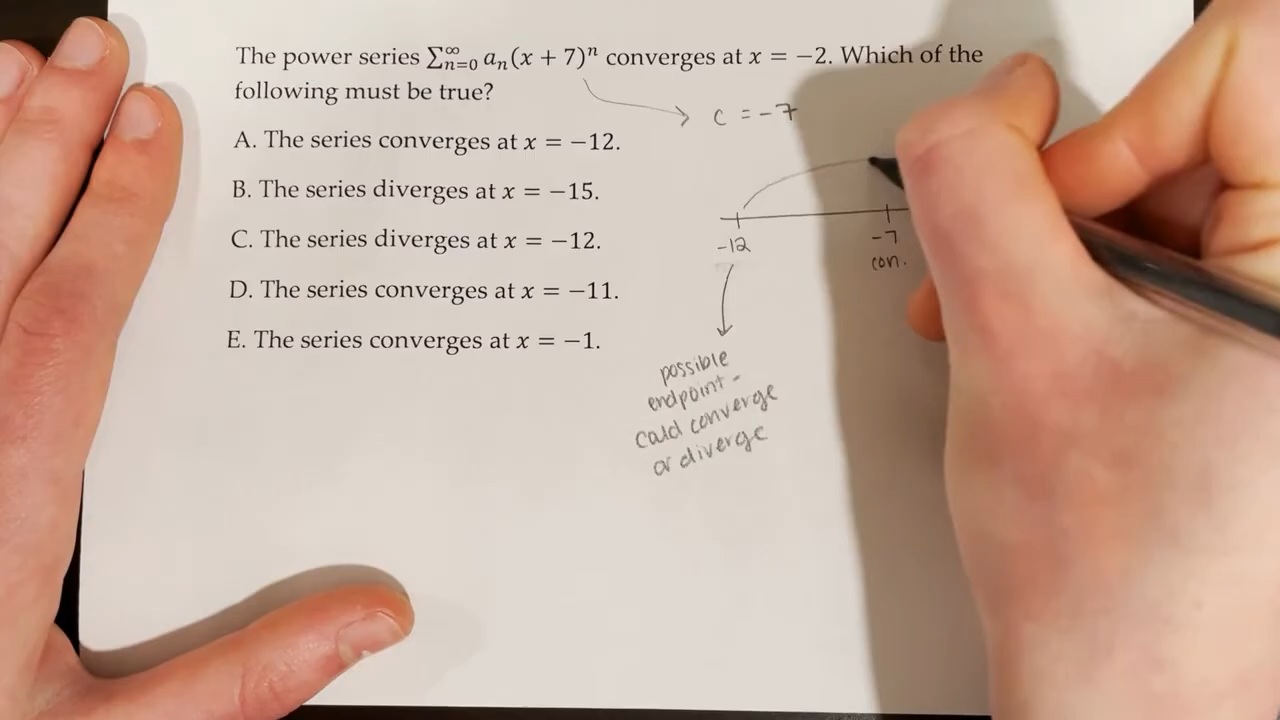 The power series ∑_{n=0}^{∞} aₙ(x + 7)ⁿ converges at x = −2. Which of the
following must be true?
c = -7
A. The series converges at x = −12.
B. The series diverges at x = −15.
C. The series diverges at x = −12.
D. The series converges at x = −11.
E. The series converges at x = −1.
-12
-7
con.
possible
endpoint -
could converge
or diverge